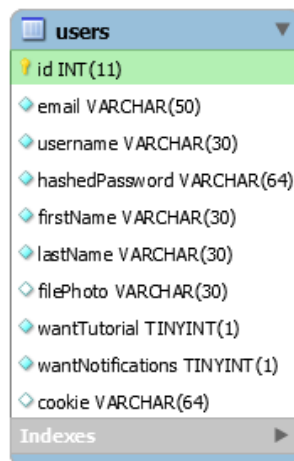 users
id INT(11)
email VARCHAR(50)
username VARCHAR(30)
hashedPassword VARCHAR(64)
firstName VARCHAR(30)
lastName VARCHAR(30)
filePhoto VARCHAR(30)
wantTutorial TINYINT(1)
wantNotifications TINYINT(1)
cookie VARCHAR(64)
Indexes